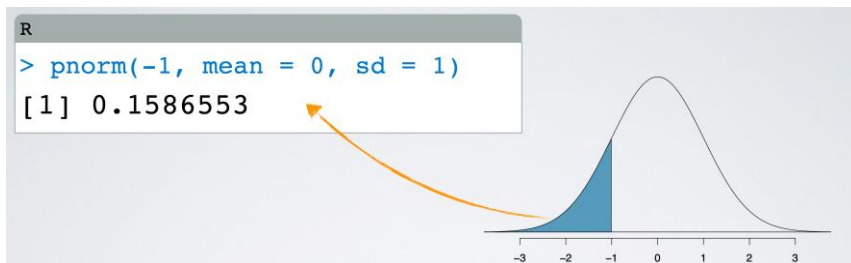 R
> pnorm(-1, mean = 0, sd = 1)
[1] 0.1586553
-3 -2 -1 0 1 2 3